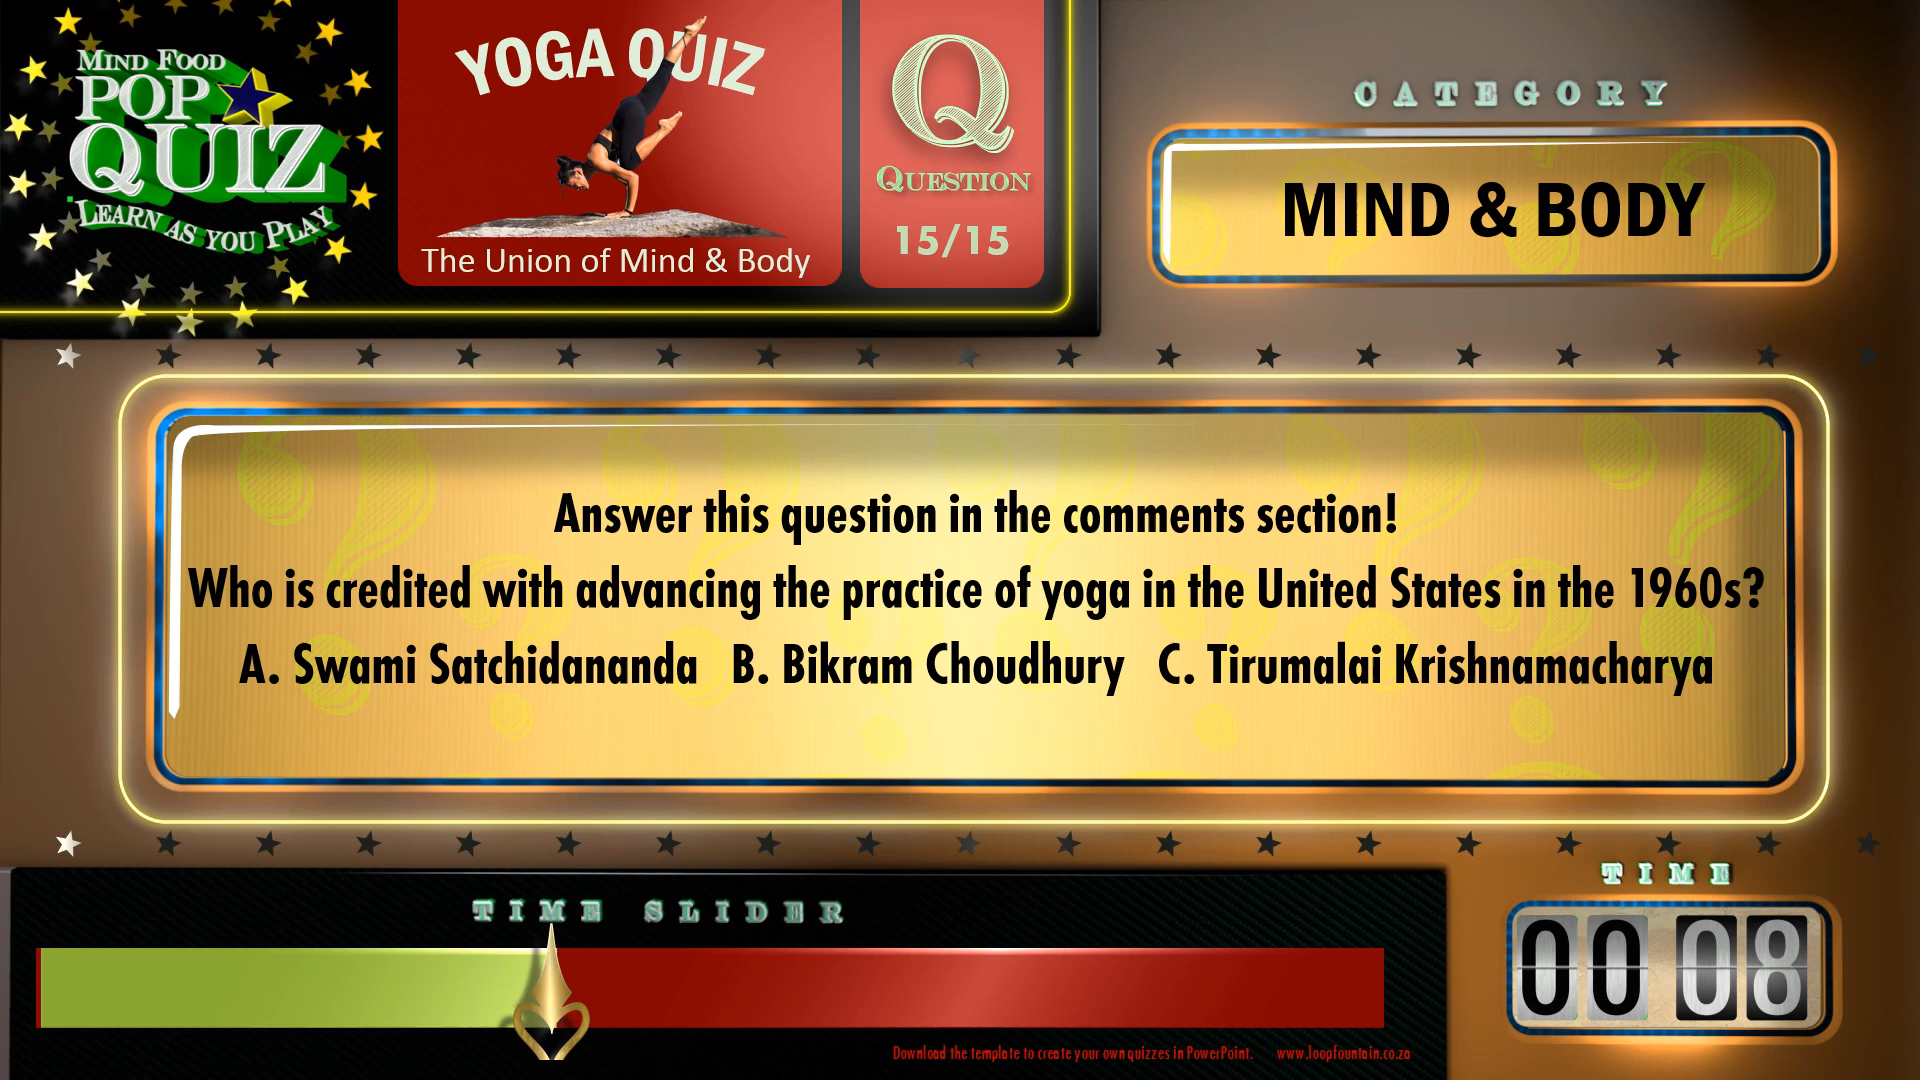 MIND FOOD
POP
QUIZ
LEARN AS YOU PLAY
YOGA QUIZ
The Union of Mind & Body
Q
QUESTION
15/15
CATEGORY
MIND & BODY
Answer this question in the comments section!
Who is credited with advancing the practice of yoga in the United States in the 1960s?
A. Swami Satchidananda B. Bikram Choudhury C. Tirumalai Krishnamacharya
TIME SLIDER
TIME
00 08
Download the template to create your own quizzes in PowerPoint. www.loopfountain.co.za